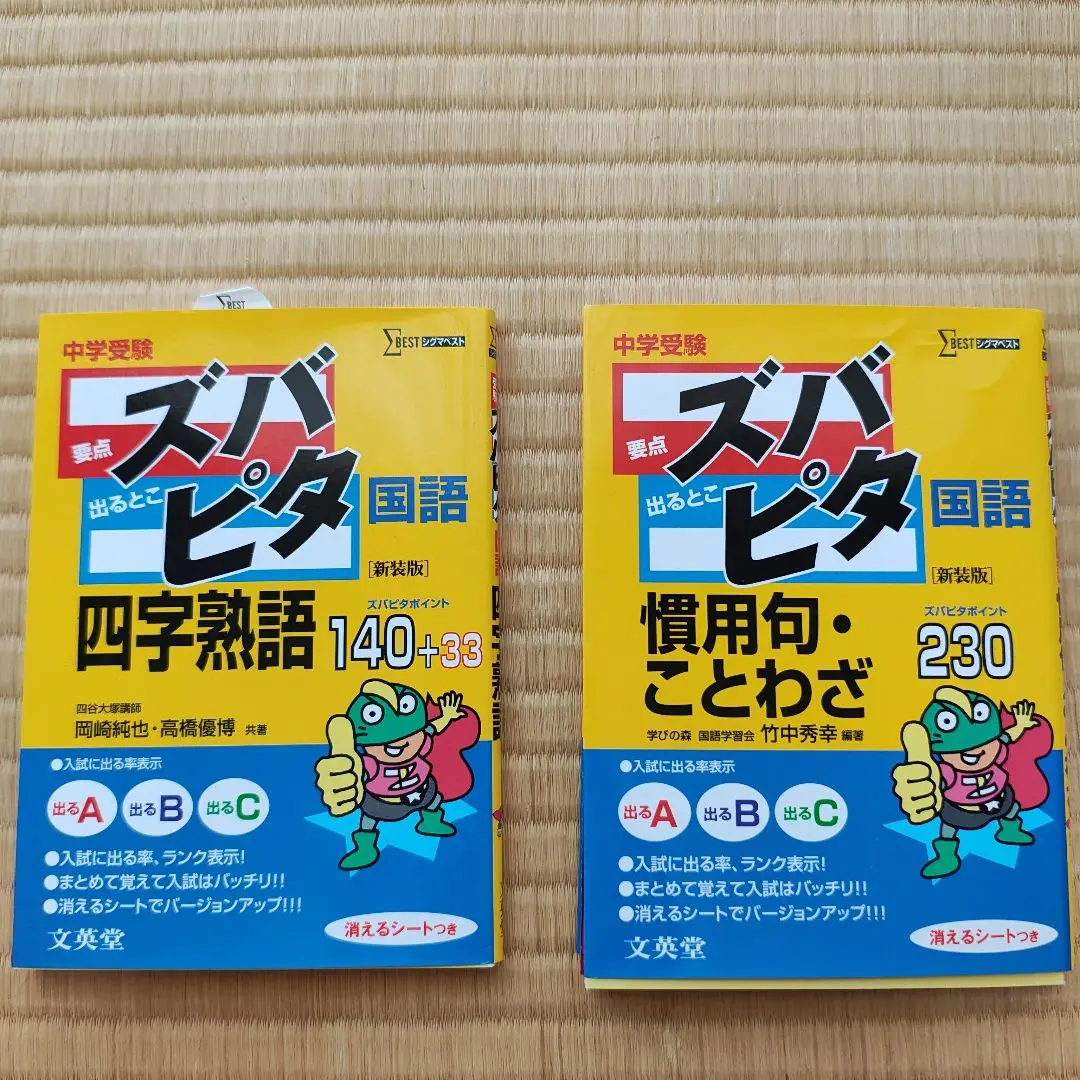 ΣBEST
中学受験
ΣBEST シグマベスト
要点
ズバ
出るとこ
ピタ
国語
[新装版]
四字熟語
ズバピタポイント
140+33
四谷大塚講師
岡崎純也・高橋優博 共著
●入試に出る率表示
出るA 出るB 出るC
●入試に出る率、ランク表示!
●まとめて覚えて入試はバッチリ!!
●消えるシートでバージョンアップ!!!
消えるシートつき
文英堂
中学受験
ΣBEST シグマベスト
要点
ズバ
出るとこ
ピタ
国語
[新装版]
慣用句・
ことわざ
ズバピタポイント
230
学びの森 国語学習会 竹中秀幸 編著
●入試に出る率表示
出るA 出るB 出るC
●入試に出る率、ランク表示!
●まとめて覚えて入試はバッチリ!!
●消えるシートでバージョンアップ!!!
消えるシートつき
文英堂